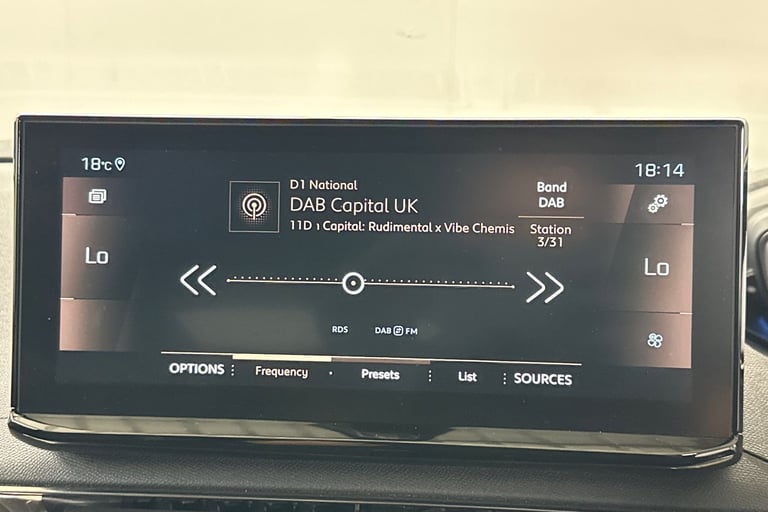 18°C
18:14
D1 National
DAB Capital UK
11D Capital: Rudimental x Vibe Chemis
Band
DAB
Station
3/31
Lo
Lo
RDS
DAB FM
OPTIONS
Frequency
Presets
List
SOURCES